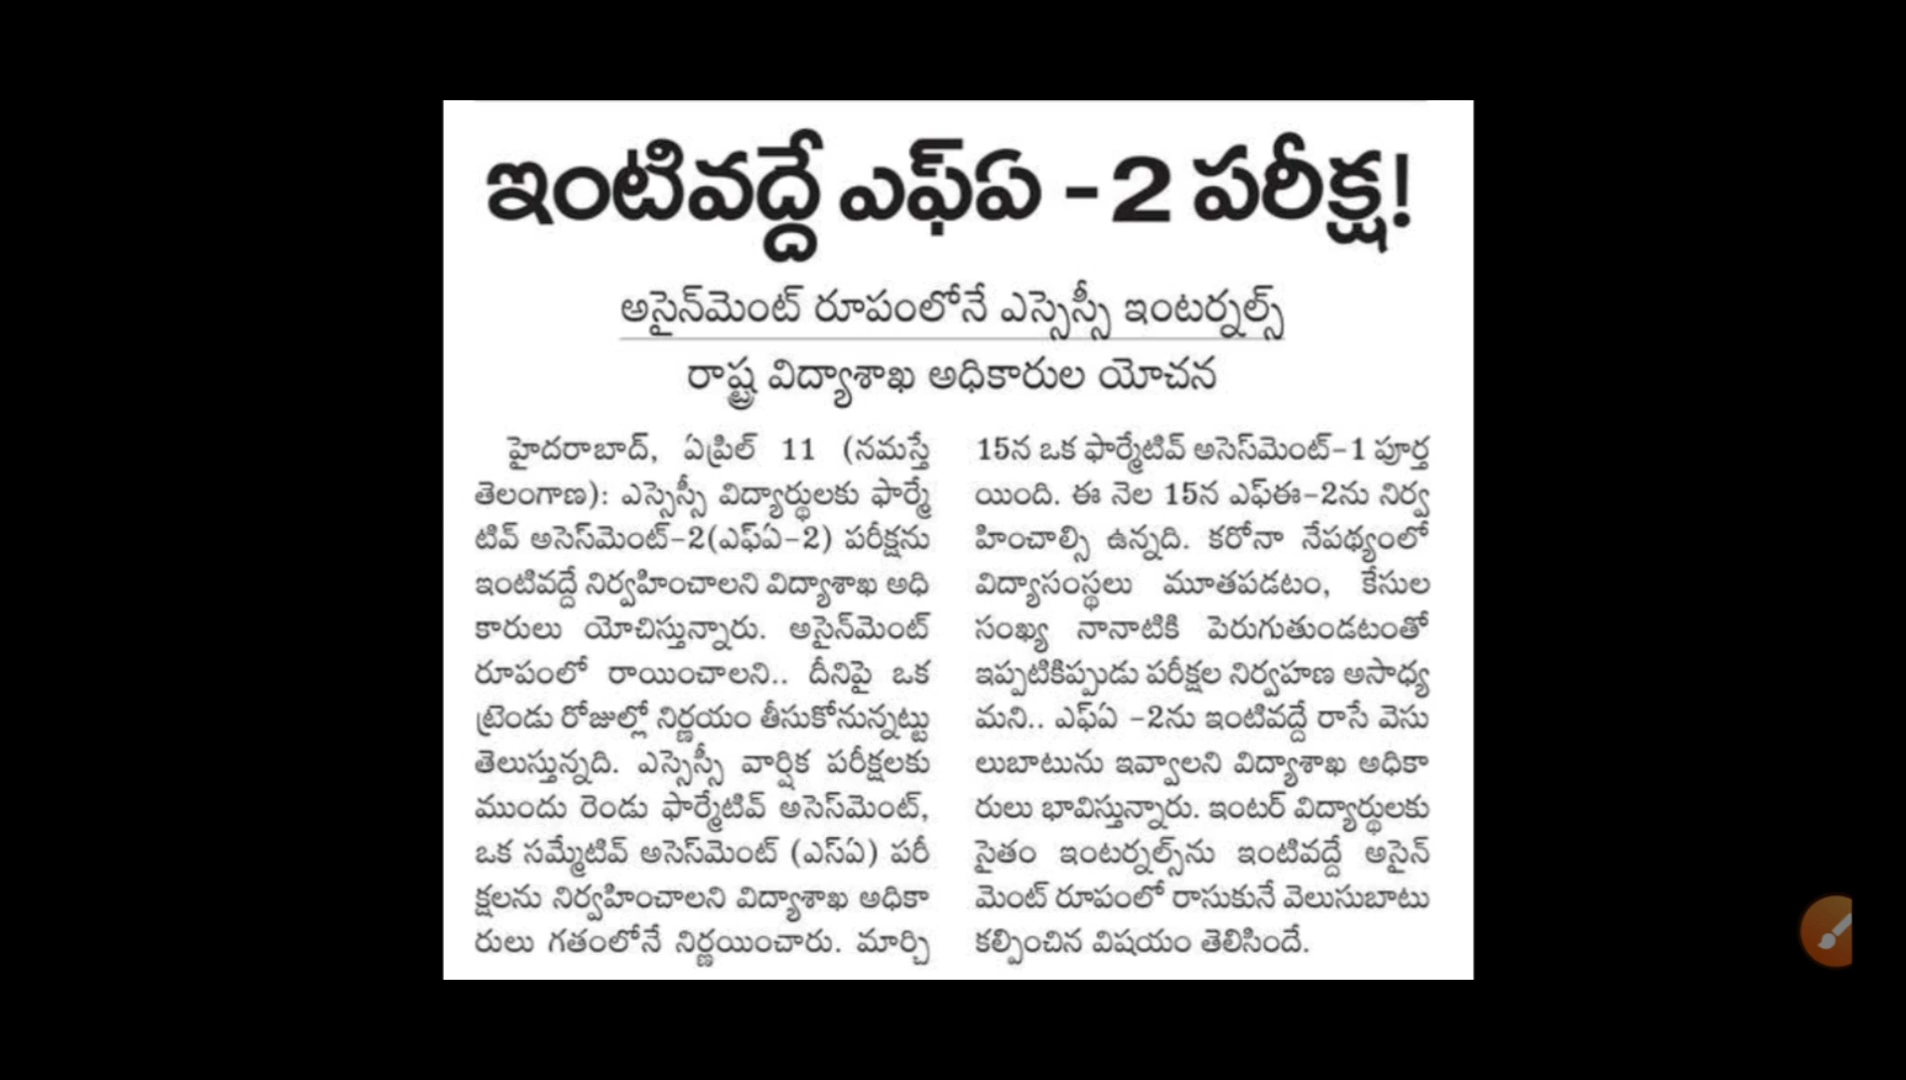 ఇంటివద్దే ఎఫ్ఏ -2 పరీక్ష!
అసైన్‌మెంట్ రూపంలోనే ఎస్సెస్సీ ఇంటర్నల్స్
రాష్ట్ర విద్యాశాఖ అధికారుల యోచన
హైదరాబాద్, ఏప్రిల్ 11 (నమస్తే
తెలంగాణ): ఎస్సెస్సీ విద్యార్థులకు ఫార్మే
టివ్ అసెస్‌మెంట్-2(ఎఫ్ఏ-2) పరీక్షను
ఇంటివద్దే నిర్వహించాలని విద్యాశాఖ అధి
కారులు యోచిస్తున్నారు. అసైన్‌మెంట్
రూపంలో రాయించాలని.. దీనిపై ఒక
ట్రెండు రోజుల్లో నిర్ణయం తీసుకోనున్నట్టు
తెలుస్తున్నది. ఎస్సెస్సీ వార్షిక పరీక్షలకు
ముందు రెండు ఫార్మేటివ్ అసెస్‌మెంట్,
ఒక సమ్మేటివ్ అసెస్‌మెంట్ (ఎస్ఏ) పరీ
క్షలను నిర్వహించాలని విద్యాశాఖ అధికా
రులు గతంలోనే నిర్ణయించారు. మార్చి
15న ఒక ఫార్మేటివ్ అసెస్‌మెంట్-1 పూర్త
యింది. ఈ నెల 15న ఎఫ్ఈ-2ను నిర్వ
హించాల్సి ఉన్నది. కరోనా నేపథ్యంలో
విద్యాసంస్థలు మూతపడటం, కేసుల
సంఖ్య నానాటికి పెరుగుతుండటంతో
ఇప్పటికిప్పుడు పరీక్షల నిర్వహణ అసాధ్య
మని.. ఎఫ్ఏ -2ను ఇంటివద్దే రాసే వెసు
లుబాటును ఇవ్వాలని విద్యాశాఖ అధికా
రులు భావిస్తున్నారు. ఇంటర్ విద్యార్థులకు
సైతం ఇంటర్నల్స్‌ను ఇంటివద్దే అసైన్
మెంట్ రూపంలో రాసుకునే వెలుసుబాటు
కల్పించిన విషయం తెలిసిందే.